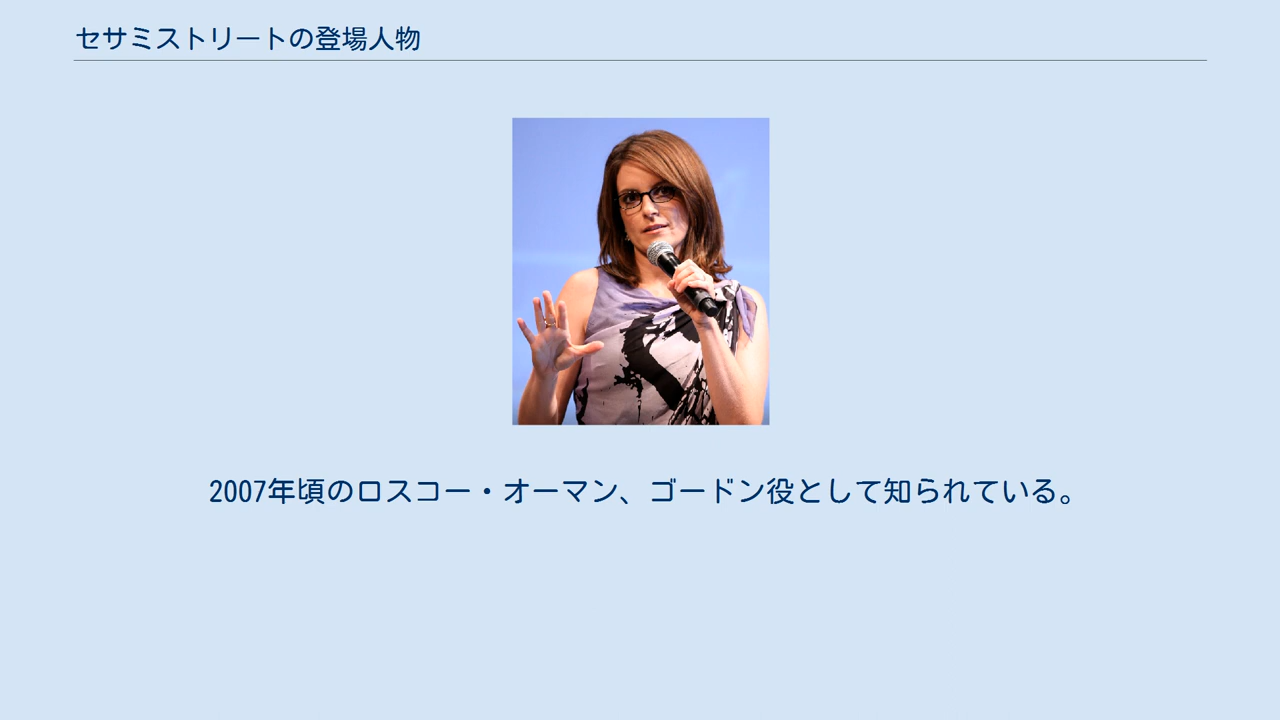 セサミストリートの登場人物
2007年頃のロスコー・オーマン、ゴードン役として知られている。